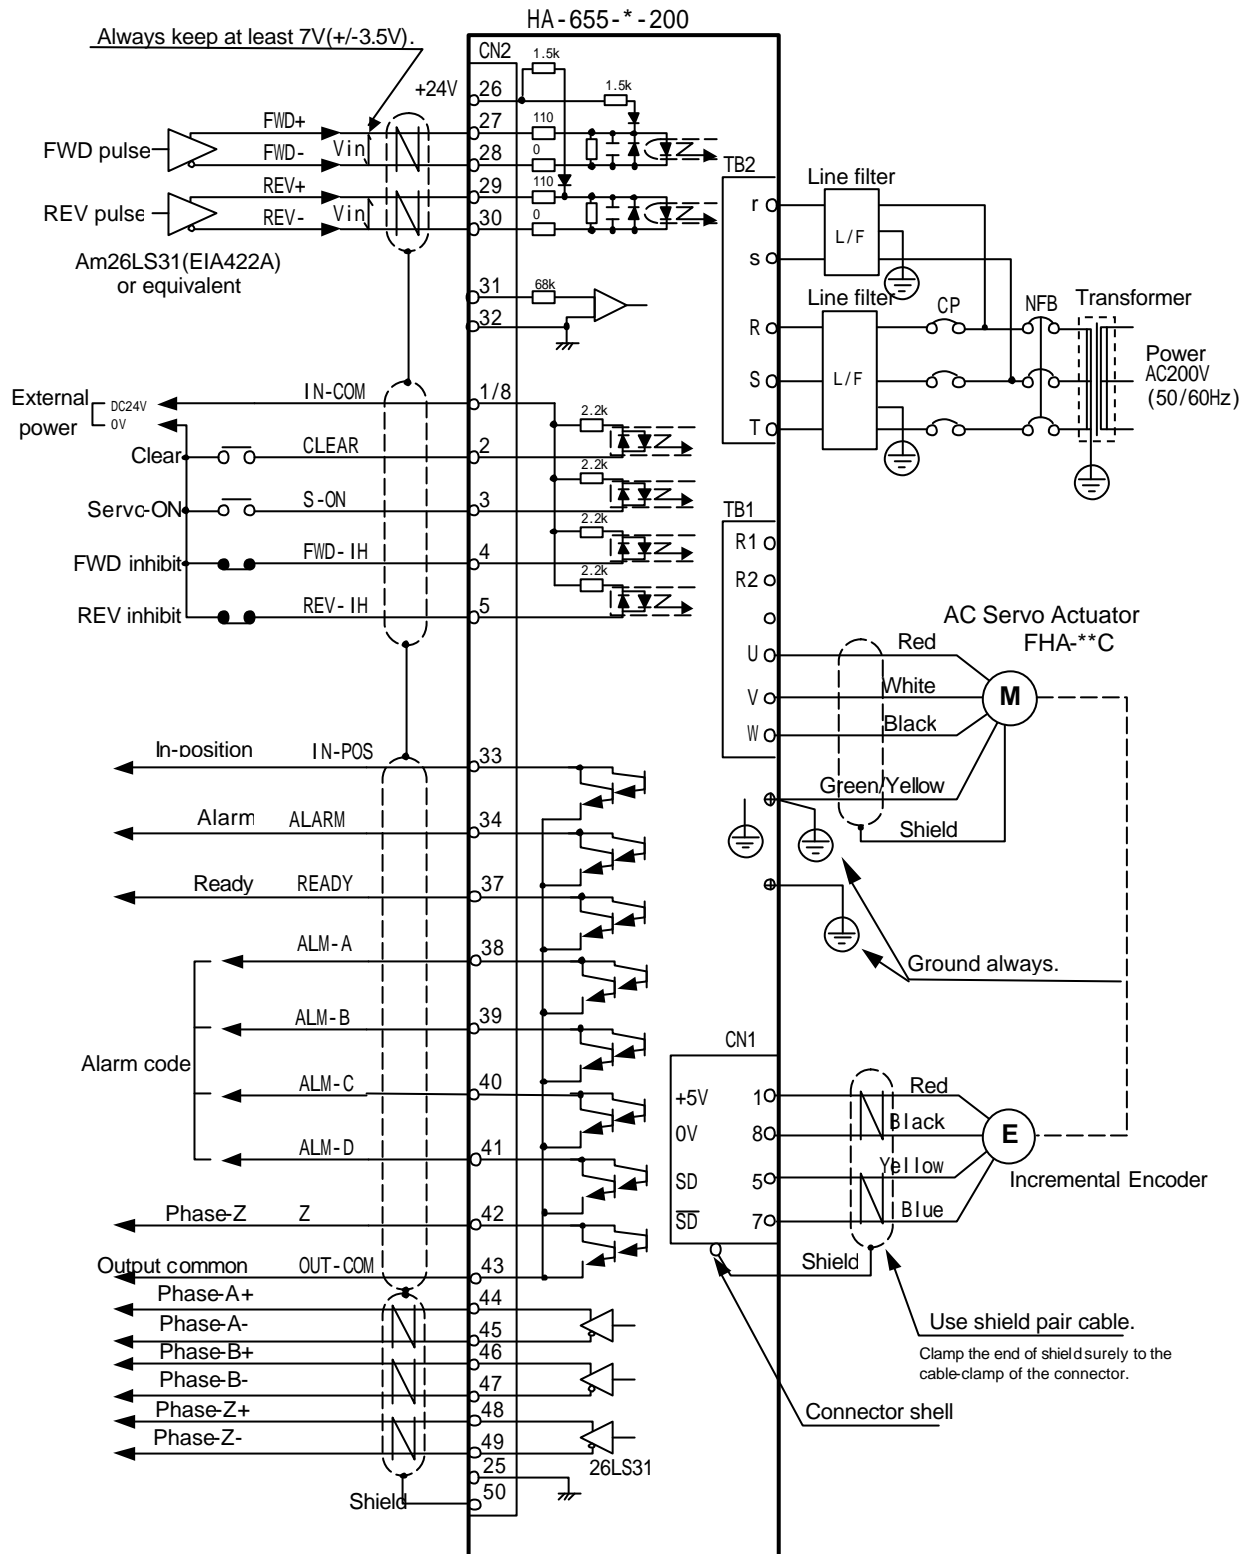 HA-655-*-200
Always keep at least 7V(+/-3.5V).
CN2
1.5k
+24V
26
1.5k
FWD pulse
FWD+
27
110
Vin
FWD-
28
0
REV pulse
REV+
29
110
Vin
REV-
30
0
Am26LS31(EIA422A)
or equivalent
31
68k
32
TB2
r
s
R
S
T
Line filter
L/F
Line filter
L/F
CP
NFB
Transformer
Power
AC200V
(50/60Hz)
External
power
DC24V
0V
IN-COM
1/8
2.2k
Clear
CLEAR
2
2.2k
Servo-ON
S-ON
3
2.2k
FWD inhibit
FWD-IH
4
2.2k
REV inhibit
REV-IH
5
TB1
R1
R2
U
V
W
AC Servo Actuator
FHA-**C
Red
White
Black
M
Green/Yellow
Shield
Ground always.
In-position
IN-POS
33
Alarm
ALARM
34
Ready
READY
37
Alarm code
ALM-A
38
ALM-B
39
ALM-C
40
ALM-D
41
Phase-Z
Z
42
Output common
OUT-COM
43
Phase-A+
44
Phase-A-
45
Phase-B+
46
Phase-B-
47
Phase-Z+
48
Phase-Z-
49
26LS31
25
Shield
50
CN1
+5V
1
Red
0V
8
Black
SD
5
Yellow
SD
7
Blue
E
Incremental Encoder
Shield
Use shield pair cable.
Clamp the end of shield surely to the
cable-clamp of the connector.
Connector shell